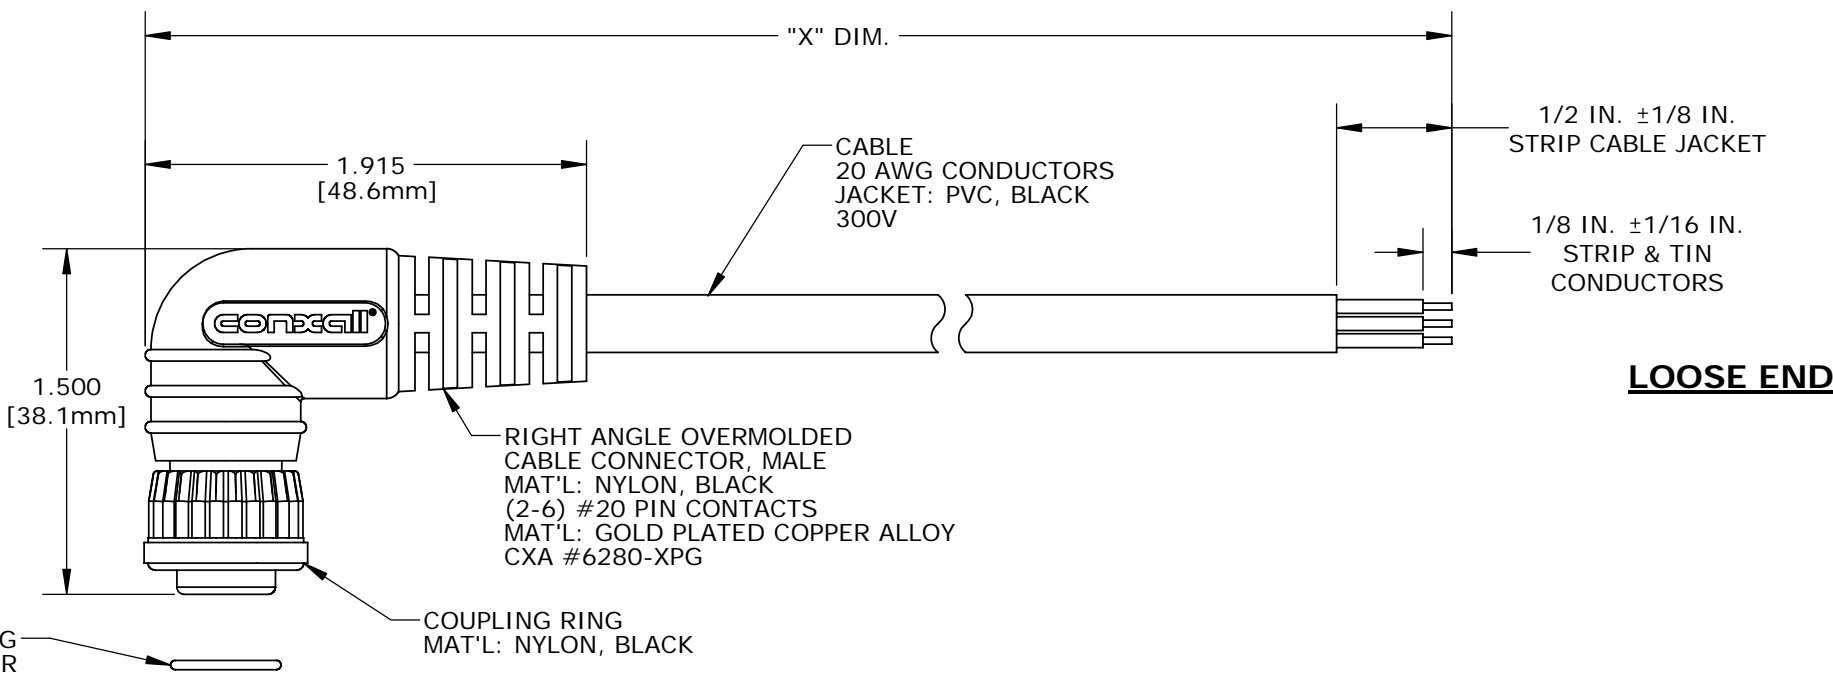 "X" DIM.
1/2 IN. ±1/8 IN.
STRIP CABLE JACKET
1.915
[48.6mm]
CABLE
20 AWG CONDUCTORS
JACKET: PVC, BLACK
300V
1/8 IN. ±1/16 IN.
STRIP & TIN
CONDUCTORS
conxall
LOOSE END
1.500
[38.1mm]
RIGHT ANGLE OVERMOLDED
CABLE CONNECTOR, MALE
MAT'L: NYLON, BLACK
(2-6) #20 PIN CONTACTS
MAT'L: GOLD PLATED COPPER ALLOY
CXA #6280-XPG
COUPLING RING
MAT'L: NYLON, BLACK
G
R